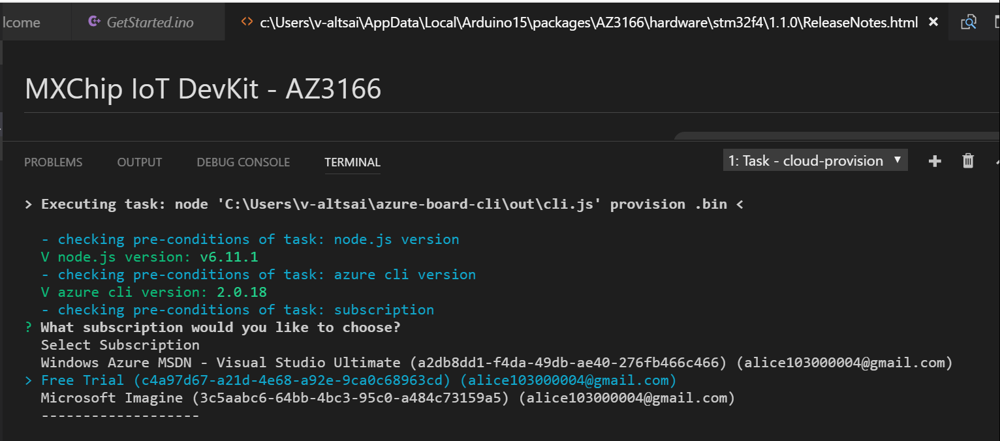 lcome GetStarted.ino c:\Users\v-altsai\AppData\Local\Arduino15\packages\AZ3166\hardware\stm32f4\1.1.0\ReleaseNotes.html
MXChip IoT DevKit - AZ3166
PROBLEMS OUTPUT DEBUG CONSOLE TERMINAL 1: Task - cloud-provision
> Executing task: node 'C:\Users\v-altsai\azure-board-cli\out\cli.js' provision .bin <
- checking pre-conditions of task: node.js version
V node.js version: v6.11.1
- checking pre-conditions of task: azure cli version
V azure cli version: 2.0.18
- checking pre-conditions of task: subscription
? What subscription would you like to choose?
Select Subscription
Windows Azure MSDN - Visual Studio Ultimate (a2db8dd1-f4da-49db-ae40-276fb466c466) (alice103000004@gmail.com)
> Free Trial (c4a97d67-a21d-4e68-a92e-9ca0c68963cd) (alice103000004@gmail.com)
Microsoft Imagine (3c5aabc6-64bb-4bc3-95c0-a484c73159a5) (alice103000004@gmail.com)
-------------------